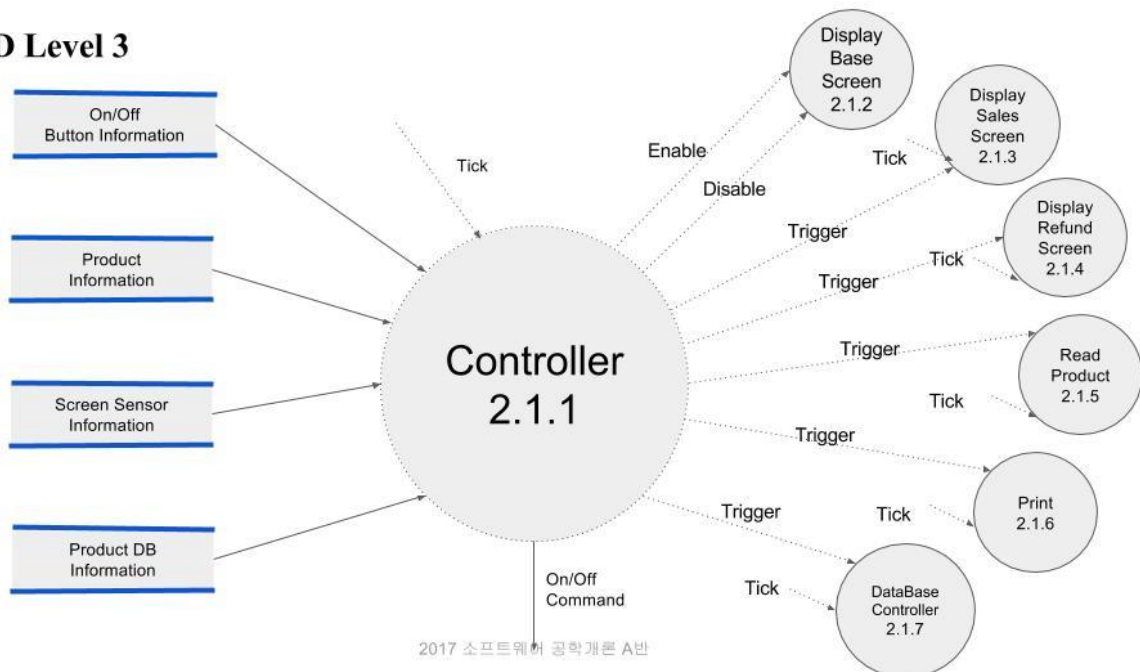 D Level 3
On/Off
Button Information
Product
Information
Screen Sensor
Information
Product DB
Information
Tick
Controller
2.1.1
On/Off
Command
Enable
Disable
Display
Base
Screen
2.1.2
Trigger
Tick
Display
Sales
Screen
2.1.3
Trigger
Tick
Display
Refund
Screen
2.1.4
Trigger
Tick
Read
Product
2.1.5
Trigger
Tick
Print
2.1.6
Trigger
Tick
DataBase
Controller
2.1.7
2017 소프트웨어 공학개론 A반